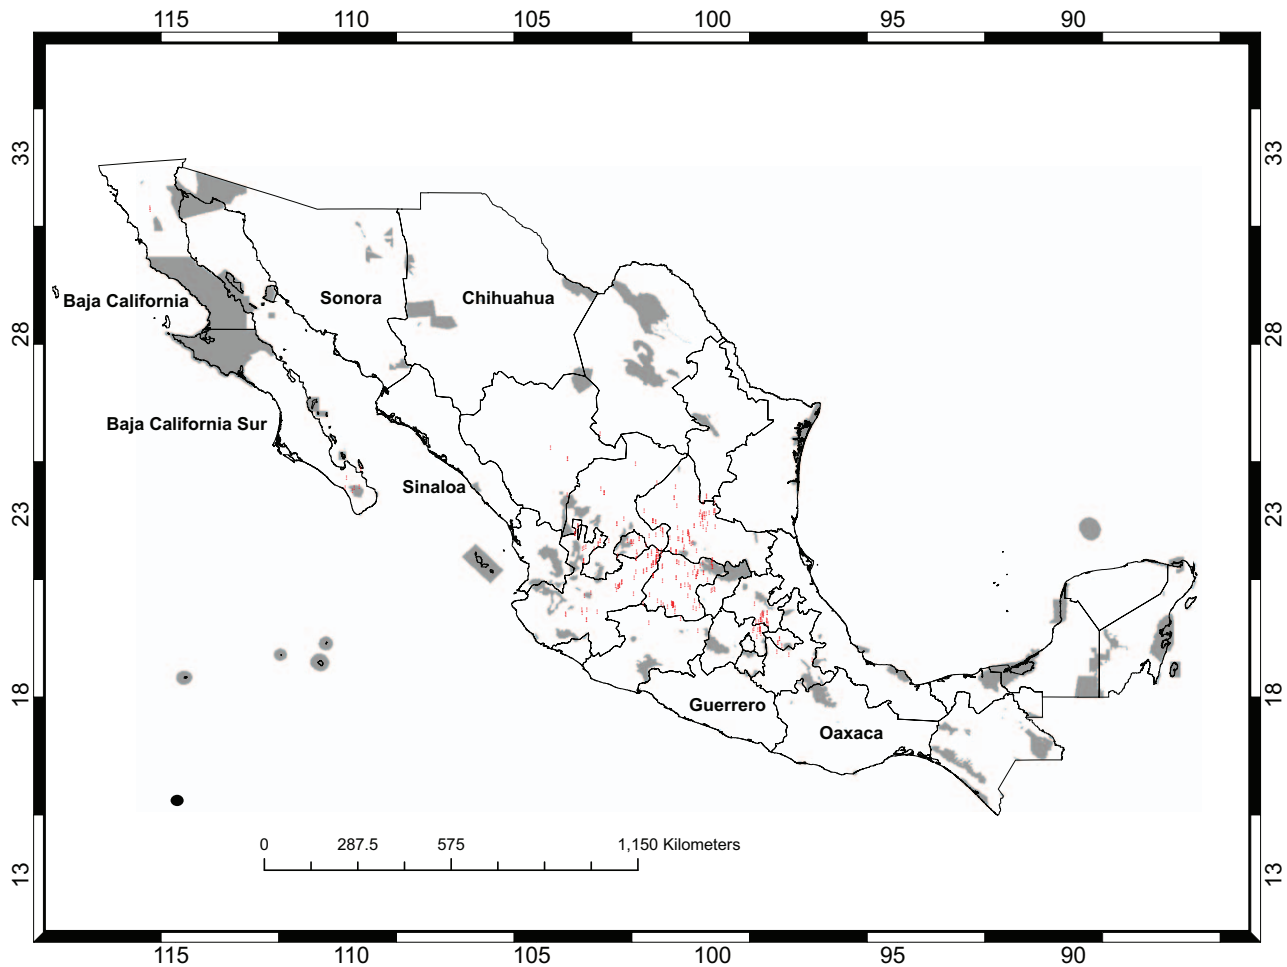 115 110 105 100 95 90
33 33
Baja California
Sonora
Chihuahua
28 28
Baja California Sur
Sinaloa
23 23
18 18
Guerrero
Oaxaca
0 287.5 575 1,150 Kilometers
13 13
115 110 105 100 95 90